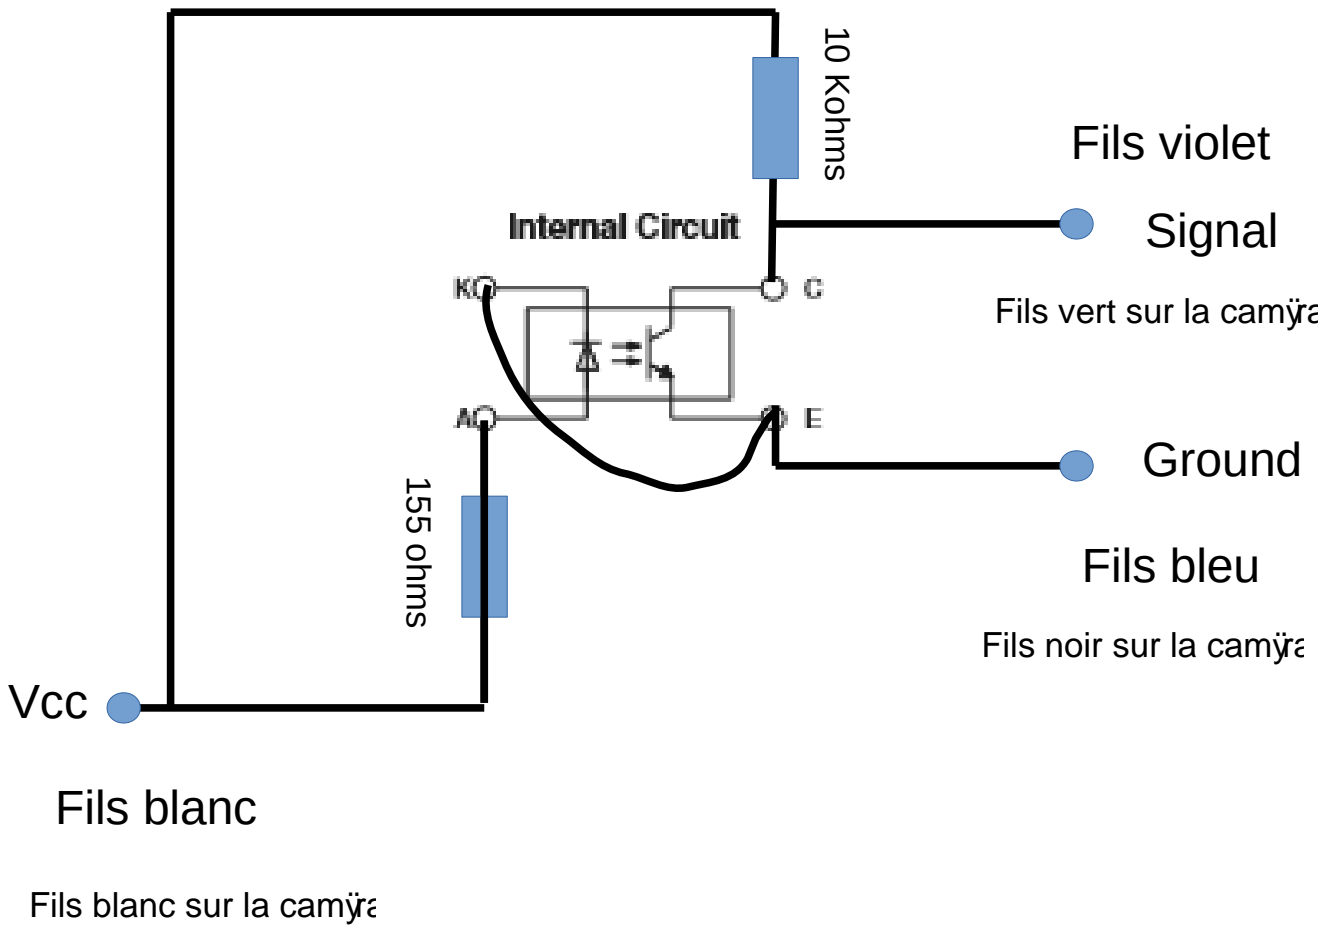 10 Kohms
Fils violet
Internal Circuit
Signal
K
C
Fils vert sur la camÿra
A
E
Ground
155 ohms
Fils bleu
Fils noir sur la camÿra
Vcc
Fils blanc
Fils blanc sur la camÿra